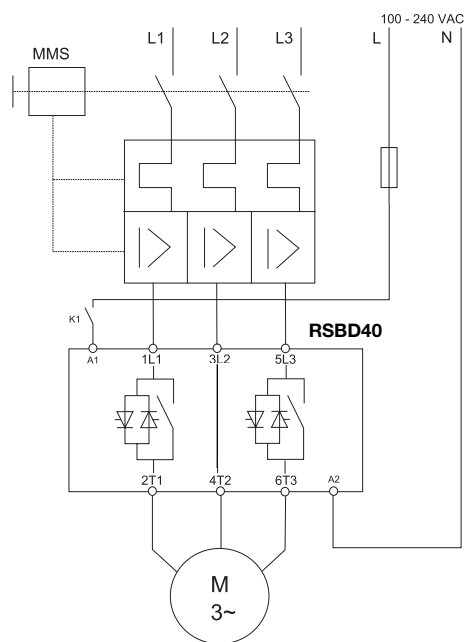 100 - 240 VAC
L1 L2 L3 L N
MMS
RSBD40
K1
A1 1L1 3L2 5L3
2T1 4T2 6T3 A2
M
3~